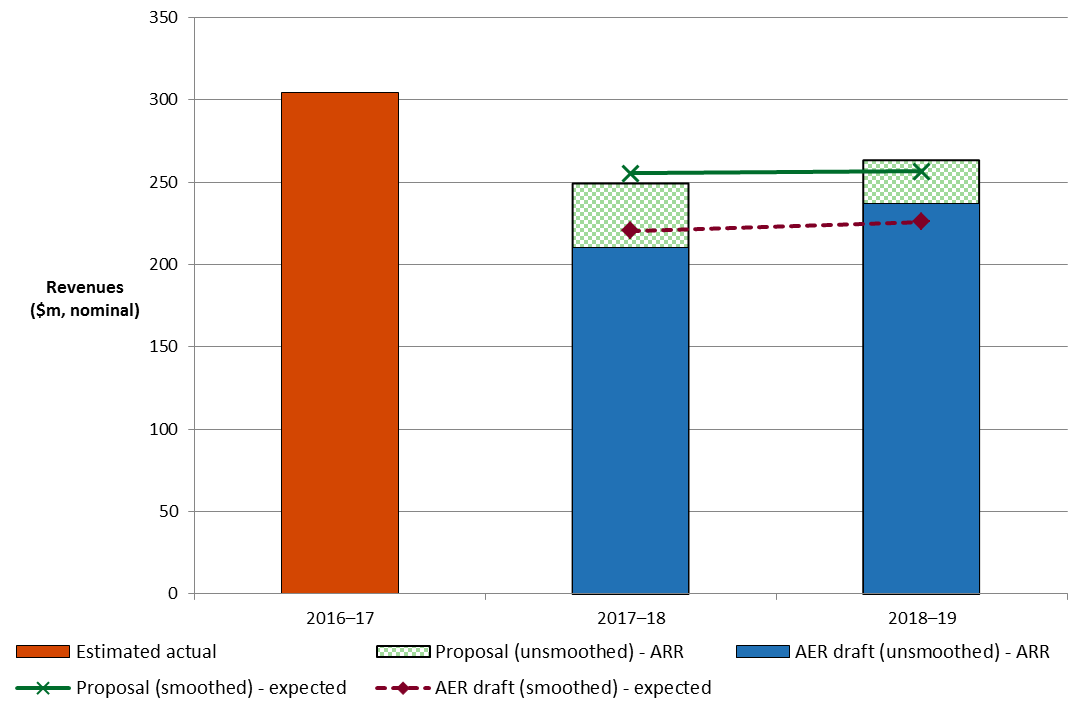 350
300
250
200
150
100
50
0
Revenues
($m, nominal)
2016–17
2017–18
2018–19
Estimated actual
Proposal (unsmoothed) - ARR
AER draft (unsmoothed) - ARR
Proposal (smoothed) - expected
AER draft (smoothed) - expected